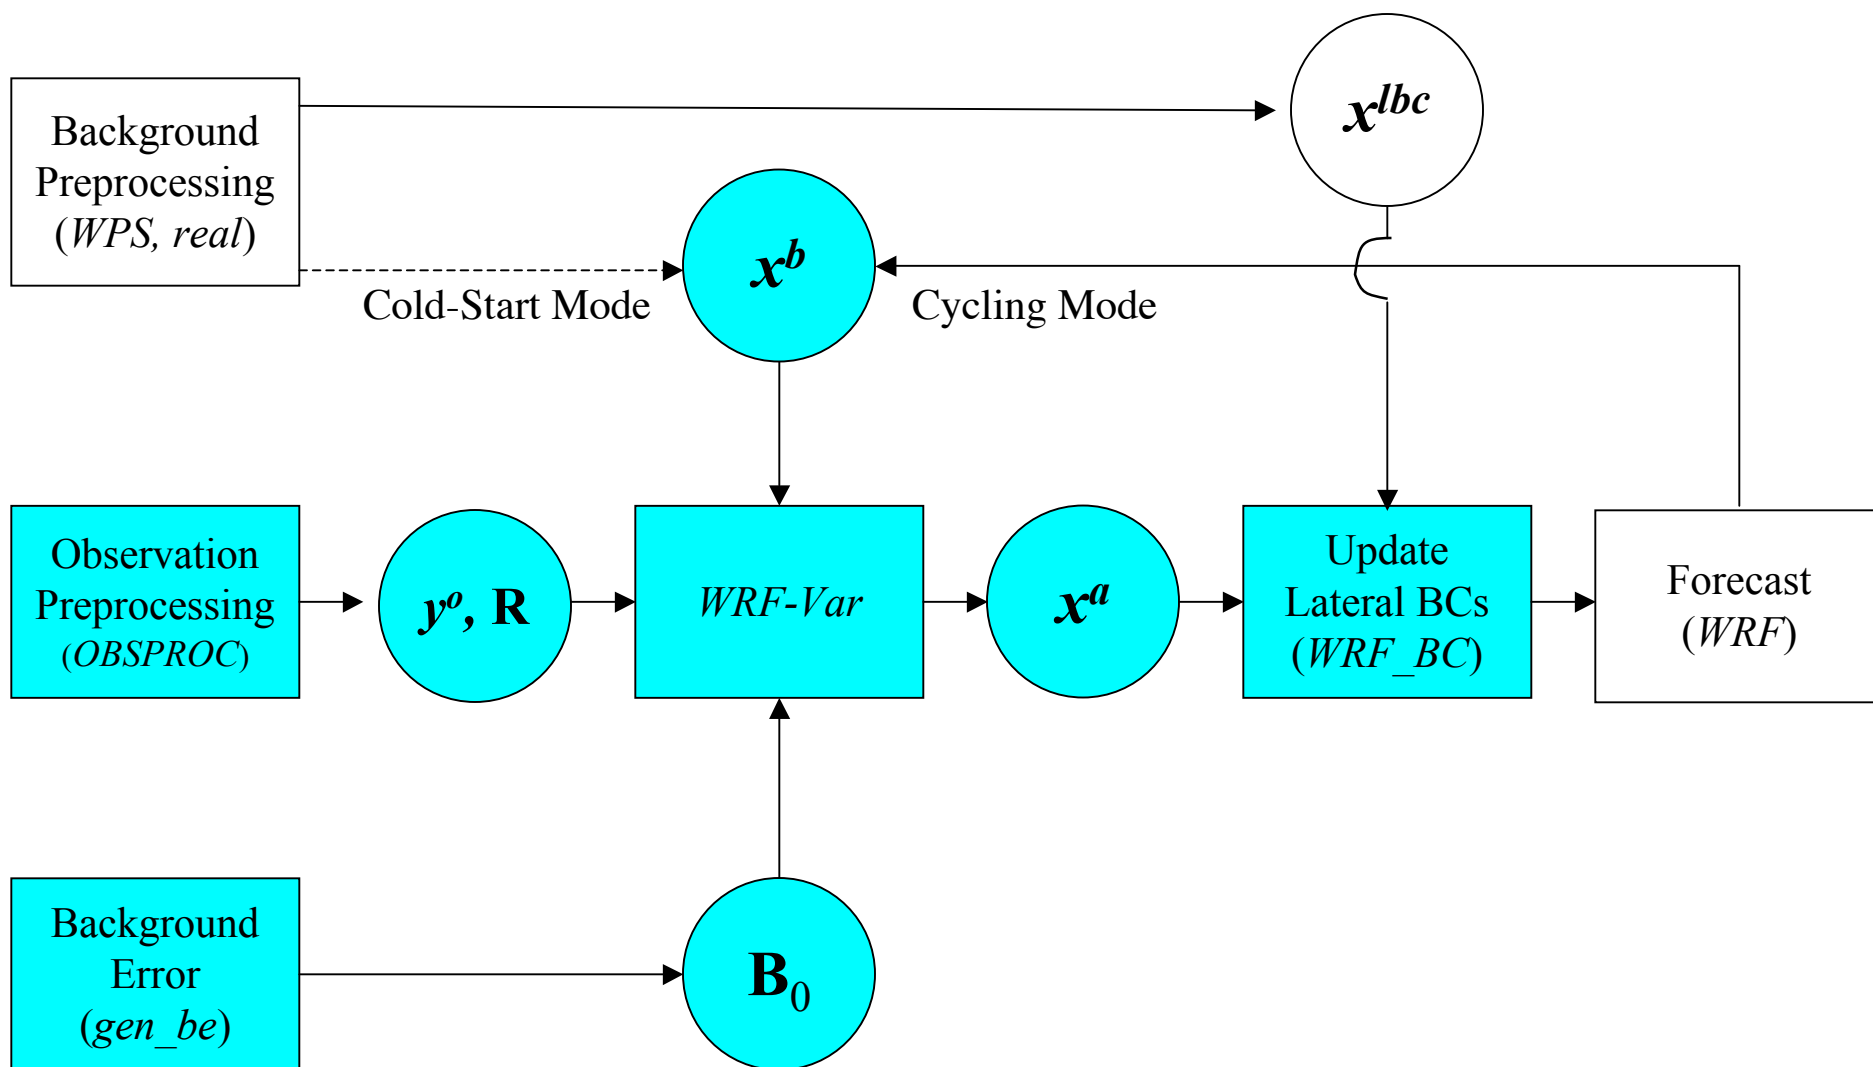 Background
Preprocessing
(WPS, real)
x^lbc
x^b
Cold-Start Mode
Cycling Mode
Observation
Preprocessing
(OBSPROC)
y^o, R
WRF-Var
x^a
Update
Lateral BCs
(WRF_BC)
Forecast
(WRF)
Background
Error
(gen_be)
B_0